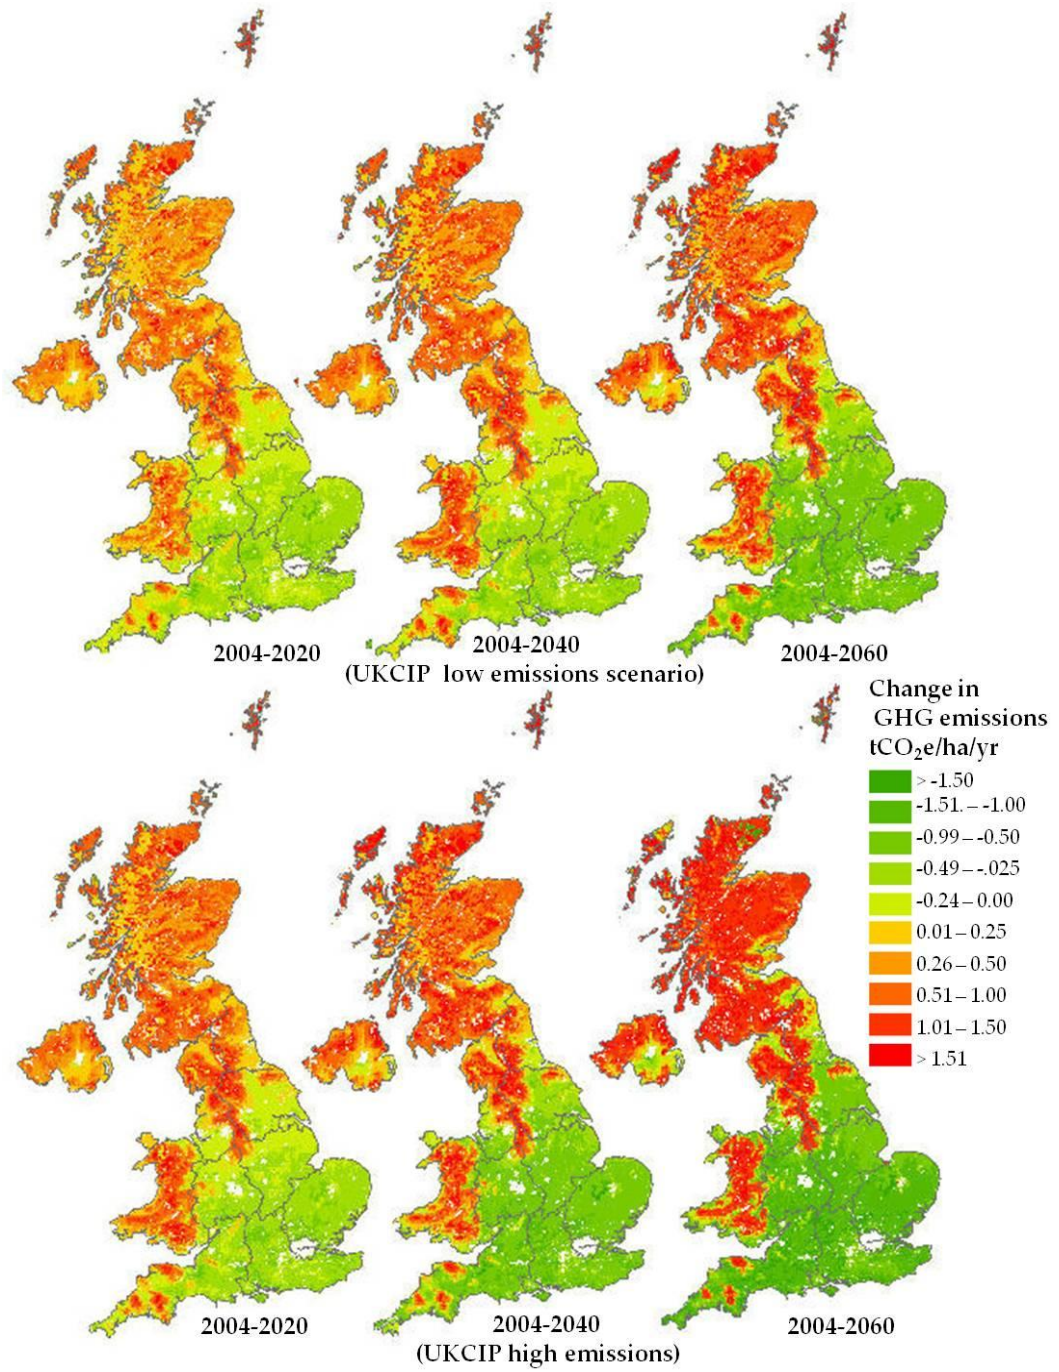 2004-2020
2004-2040
2004-2060
(UKCIP low emissions scenario)
Change in
GHG emissions
tCO₂e/ha/yr
> -1.50
-1.51. – -1.00
-0.99 – -0.50
-0.49 – -.025
-0.24 – 0.00
0.01 – 0.25
0.26 – 0.50
0.51 – 1.00
1.01 – 1.50
> 1.51
2004-2020
2004-2040
2004-2060
(UKCIP high emissions)